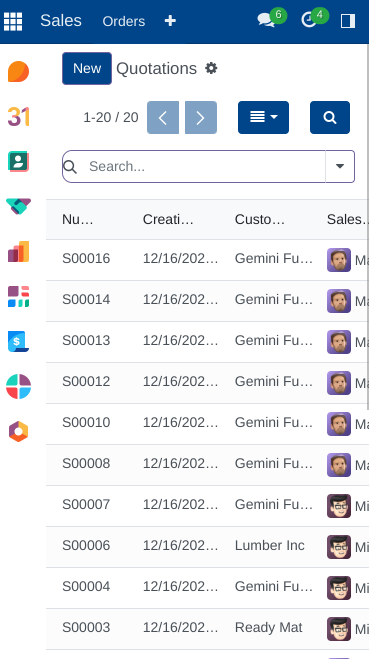 Sales Orders 6 4
New Quotations
1-20 / 20
Search...
Nu... Creati... Custo... Sales...
S00016 12/16/202... Gemini Fu... Ma
S00014 12/16/202... Gemini Fu... Ma
S00013 12/16/202... Gemini Fu... Ma
S00012 12/16/202... Gemini Fu... Ma
S00010 12/16/202... Gemini Fu... Ma
S00008 12/16/202... Gemini Fu... Ma
S00007 12/16/202... Gemini Fu... Mi
S00006 12/16/202... Lumber Inc Mi
S00004 12/16/202... Gemini Fu... Mi
S00003 12/16/202... Ready Mat Mi
31
$